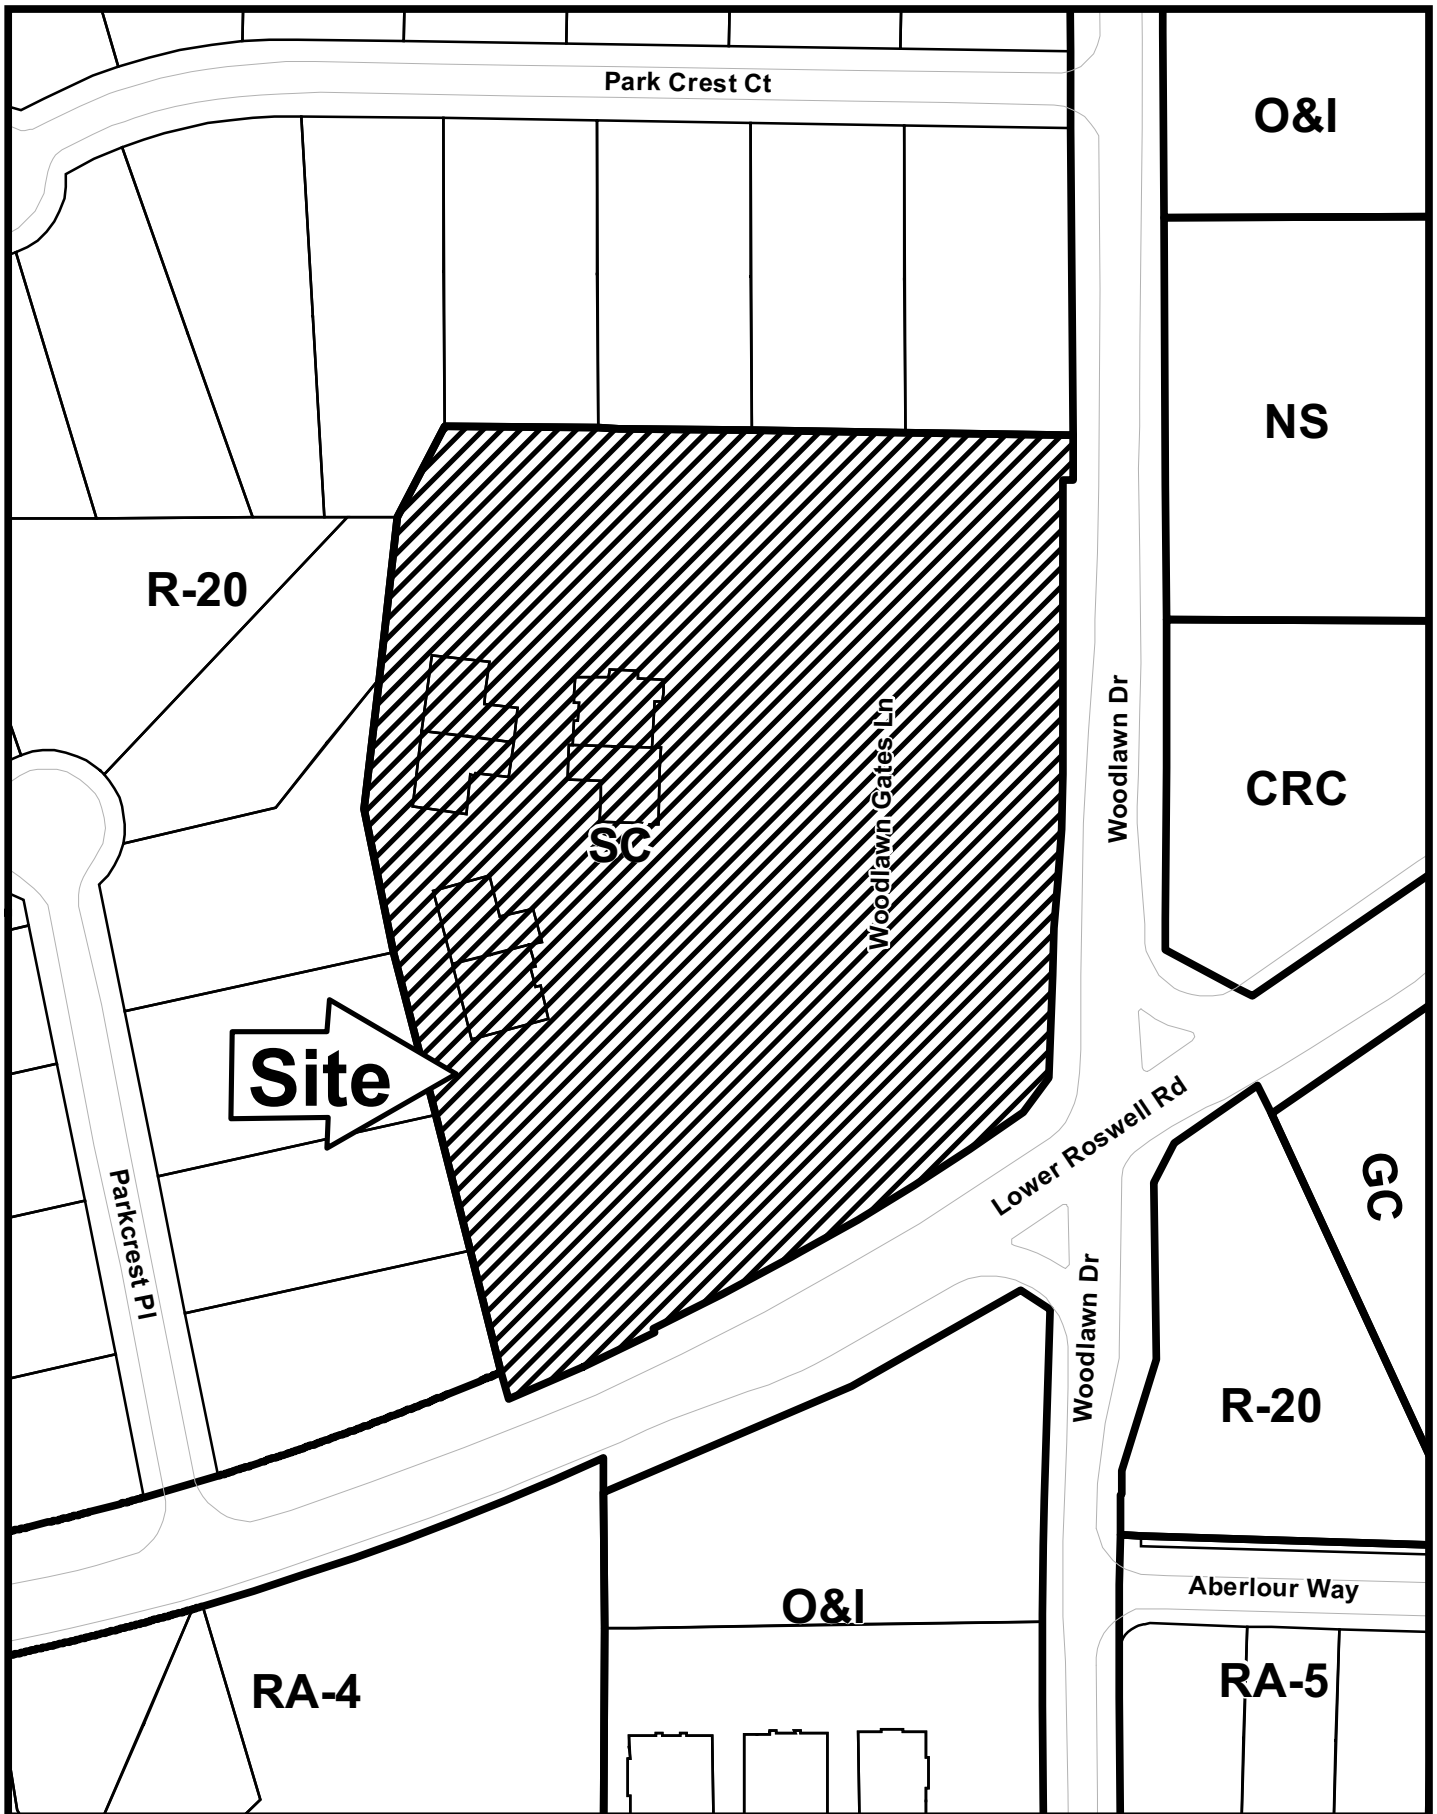 Park Crest Ct
O&I
NS
R-20
Woodlawn Dr
Woodlawn Gates Ln
CRC
SC
Site
Lower Roswell Rd
GC
Parkcrest Pl
Woodlawn Dr
R-20
Aberlour Way
O&I
RA-4
RA-5